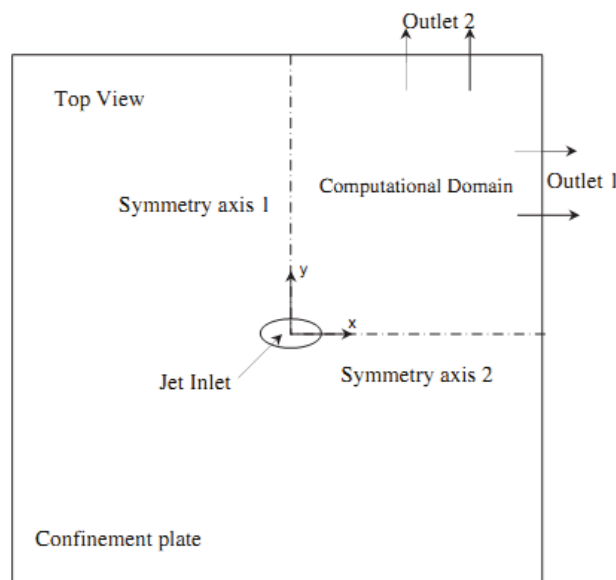 Outlet 2
Top View
Computational Domain
Outlet 1
Symmetry axis 1
y
x
Jet Inlet
Symmetry axis 2
Confinement plate